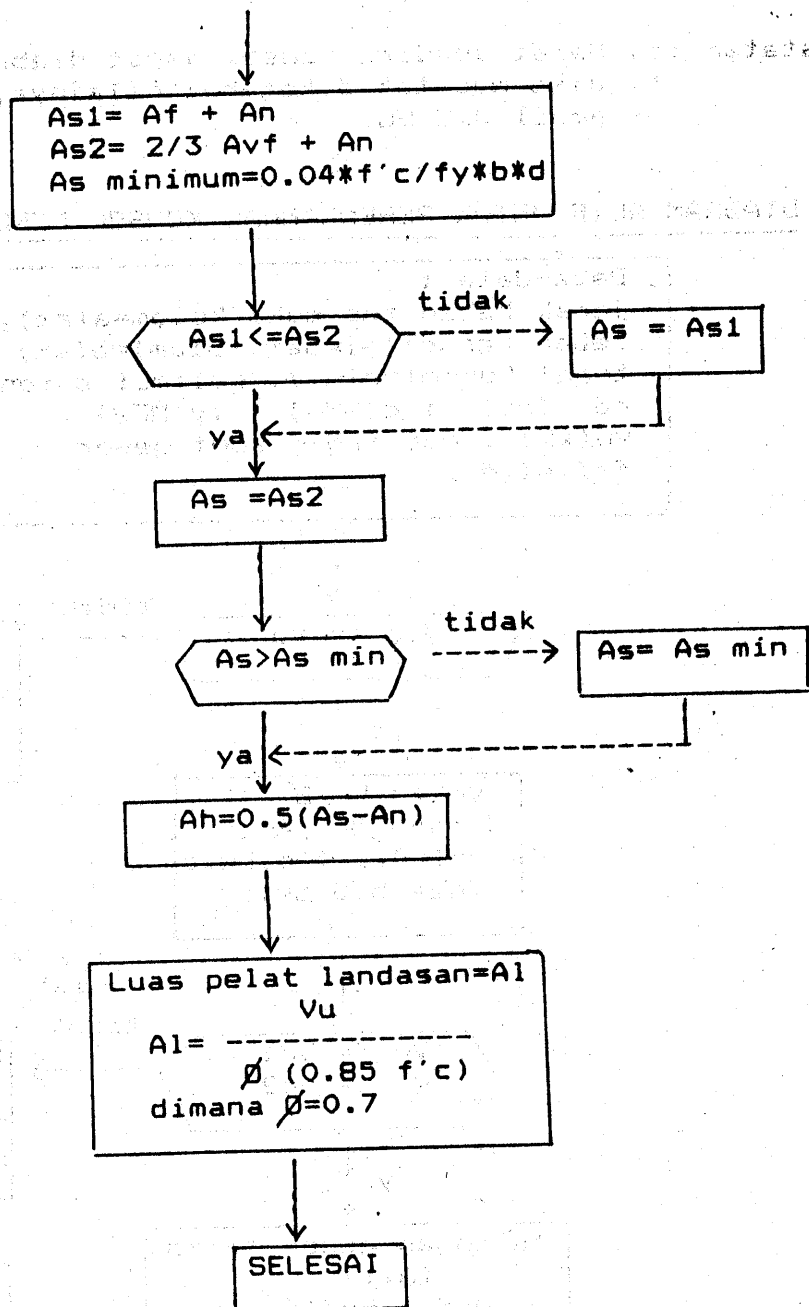 As1= Af + An
As2= 2/3 Avf + An
As minimum=0.04*f'c/fy*b*d
As1<=As2
tidak
As = As1
ya
As =As2
As>As min
tidak
As= As min
ya
Ah=0.5(As-An)
Luas pelat landasan=Al
Vu
Al= -------------
Ø (0.85 f'c)
dimana Ø=0.7
SELESAI